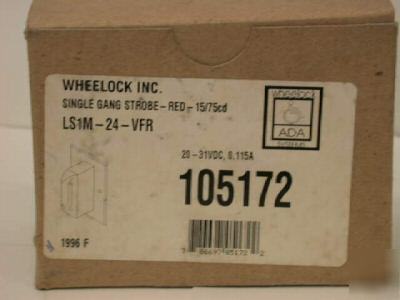 WHEELOCK INC.
SINGLE GANG STROBE-RED-15/75cd
LS1M-24-VFR
wheelock
ADA
SYSTEMS
20-31VDC, 0.115A
105172
1996 F